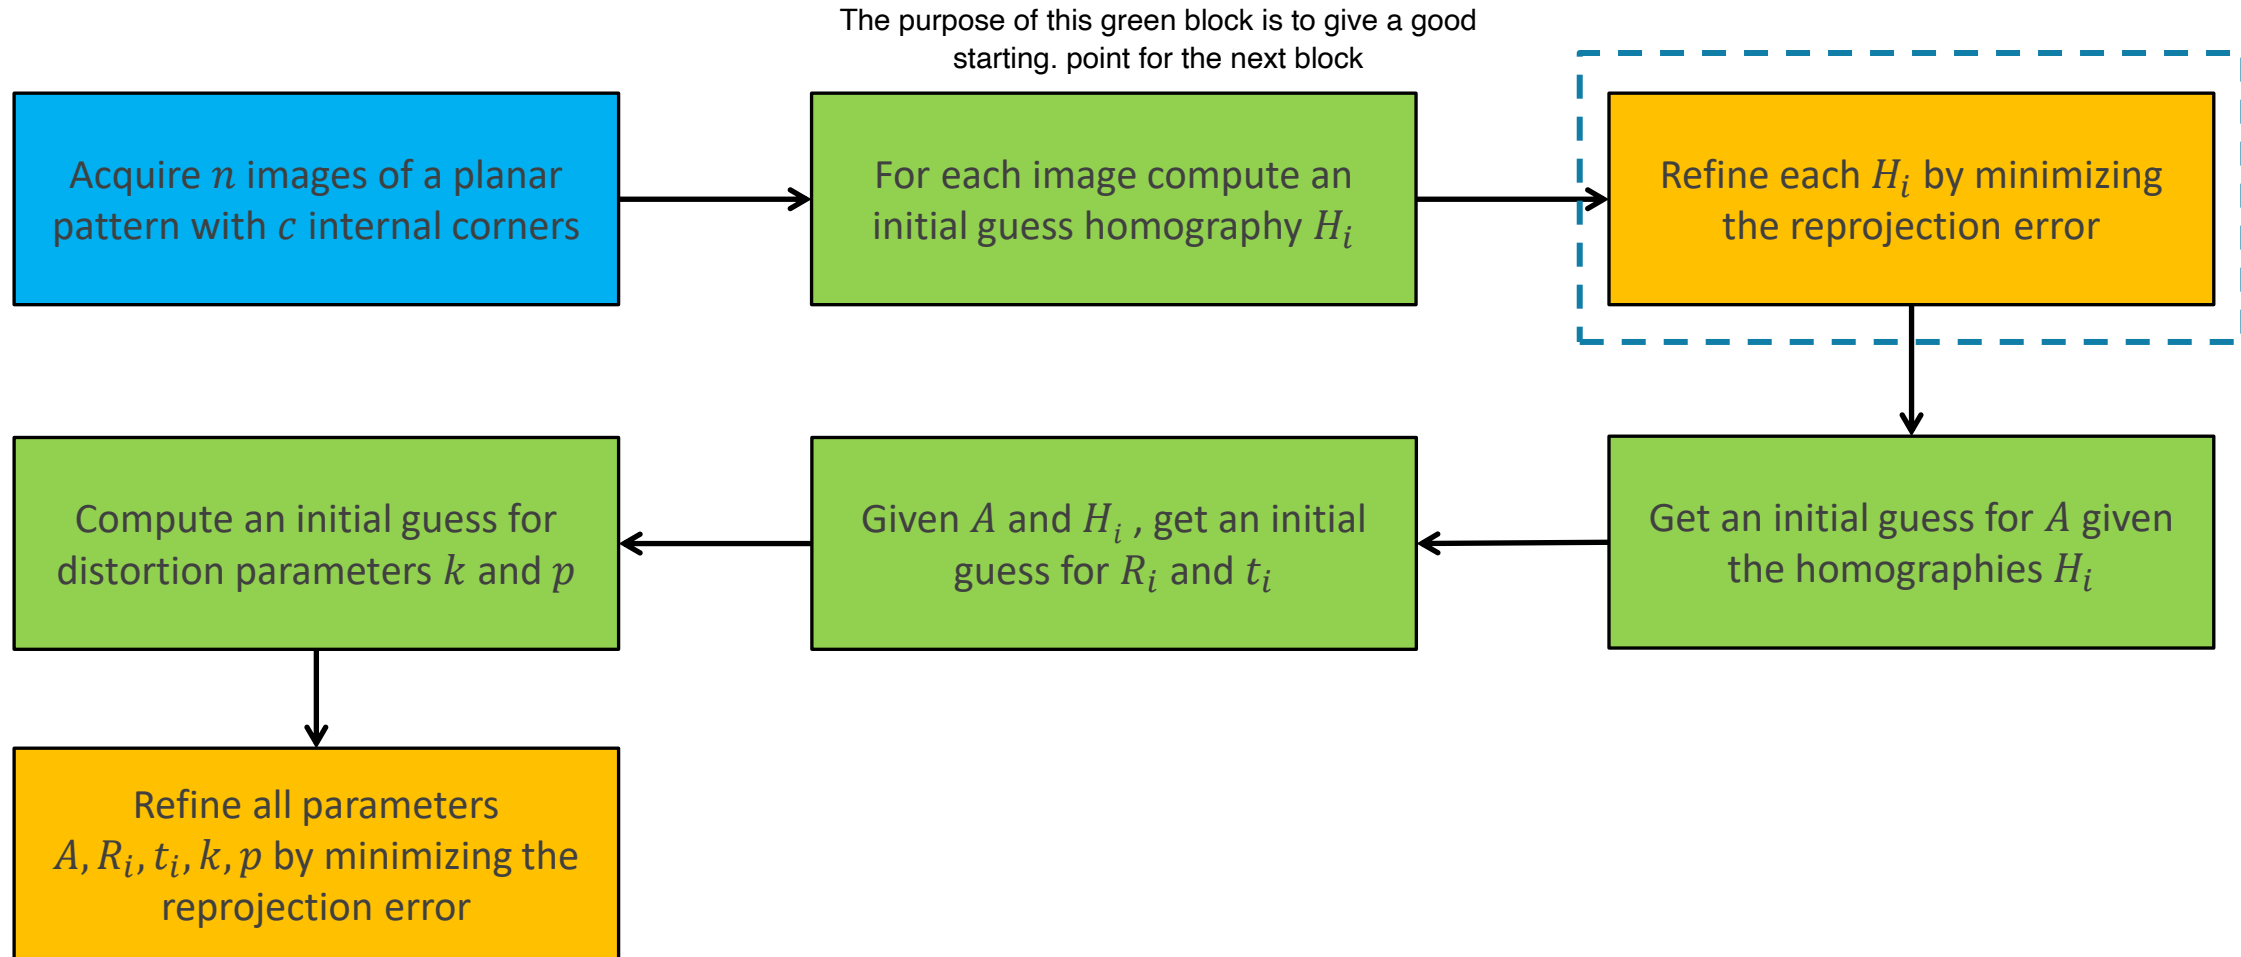 The purpose of this green block is to give a good
starting. point for the next block
Acquire n images of a planar
pattern with c internal corners
For each image compute an
initial guess homography H_i
Refine each H_i by minimizing
the reprojection error
Compute an initial guess for
distortion parameters k and p
Given A and H_i , get an initial
guess for R_i and t_i
Get an initial guess for A given
the homographies H_i
Refine all parameters
A, R_i, t_i, k, p by minimizing the
reprojection error